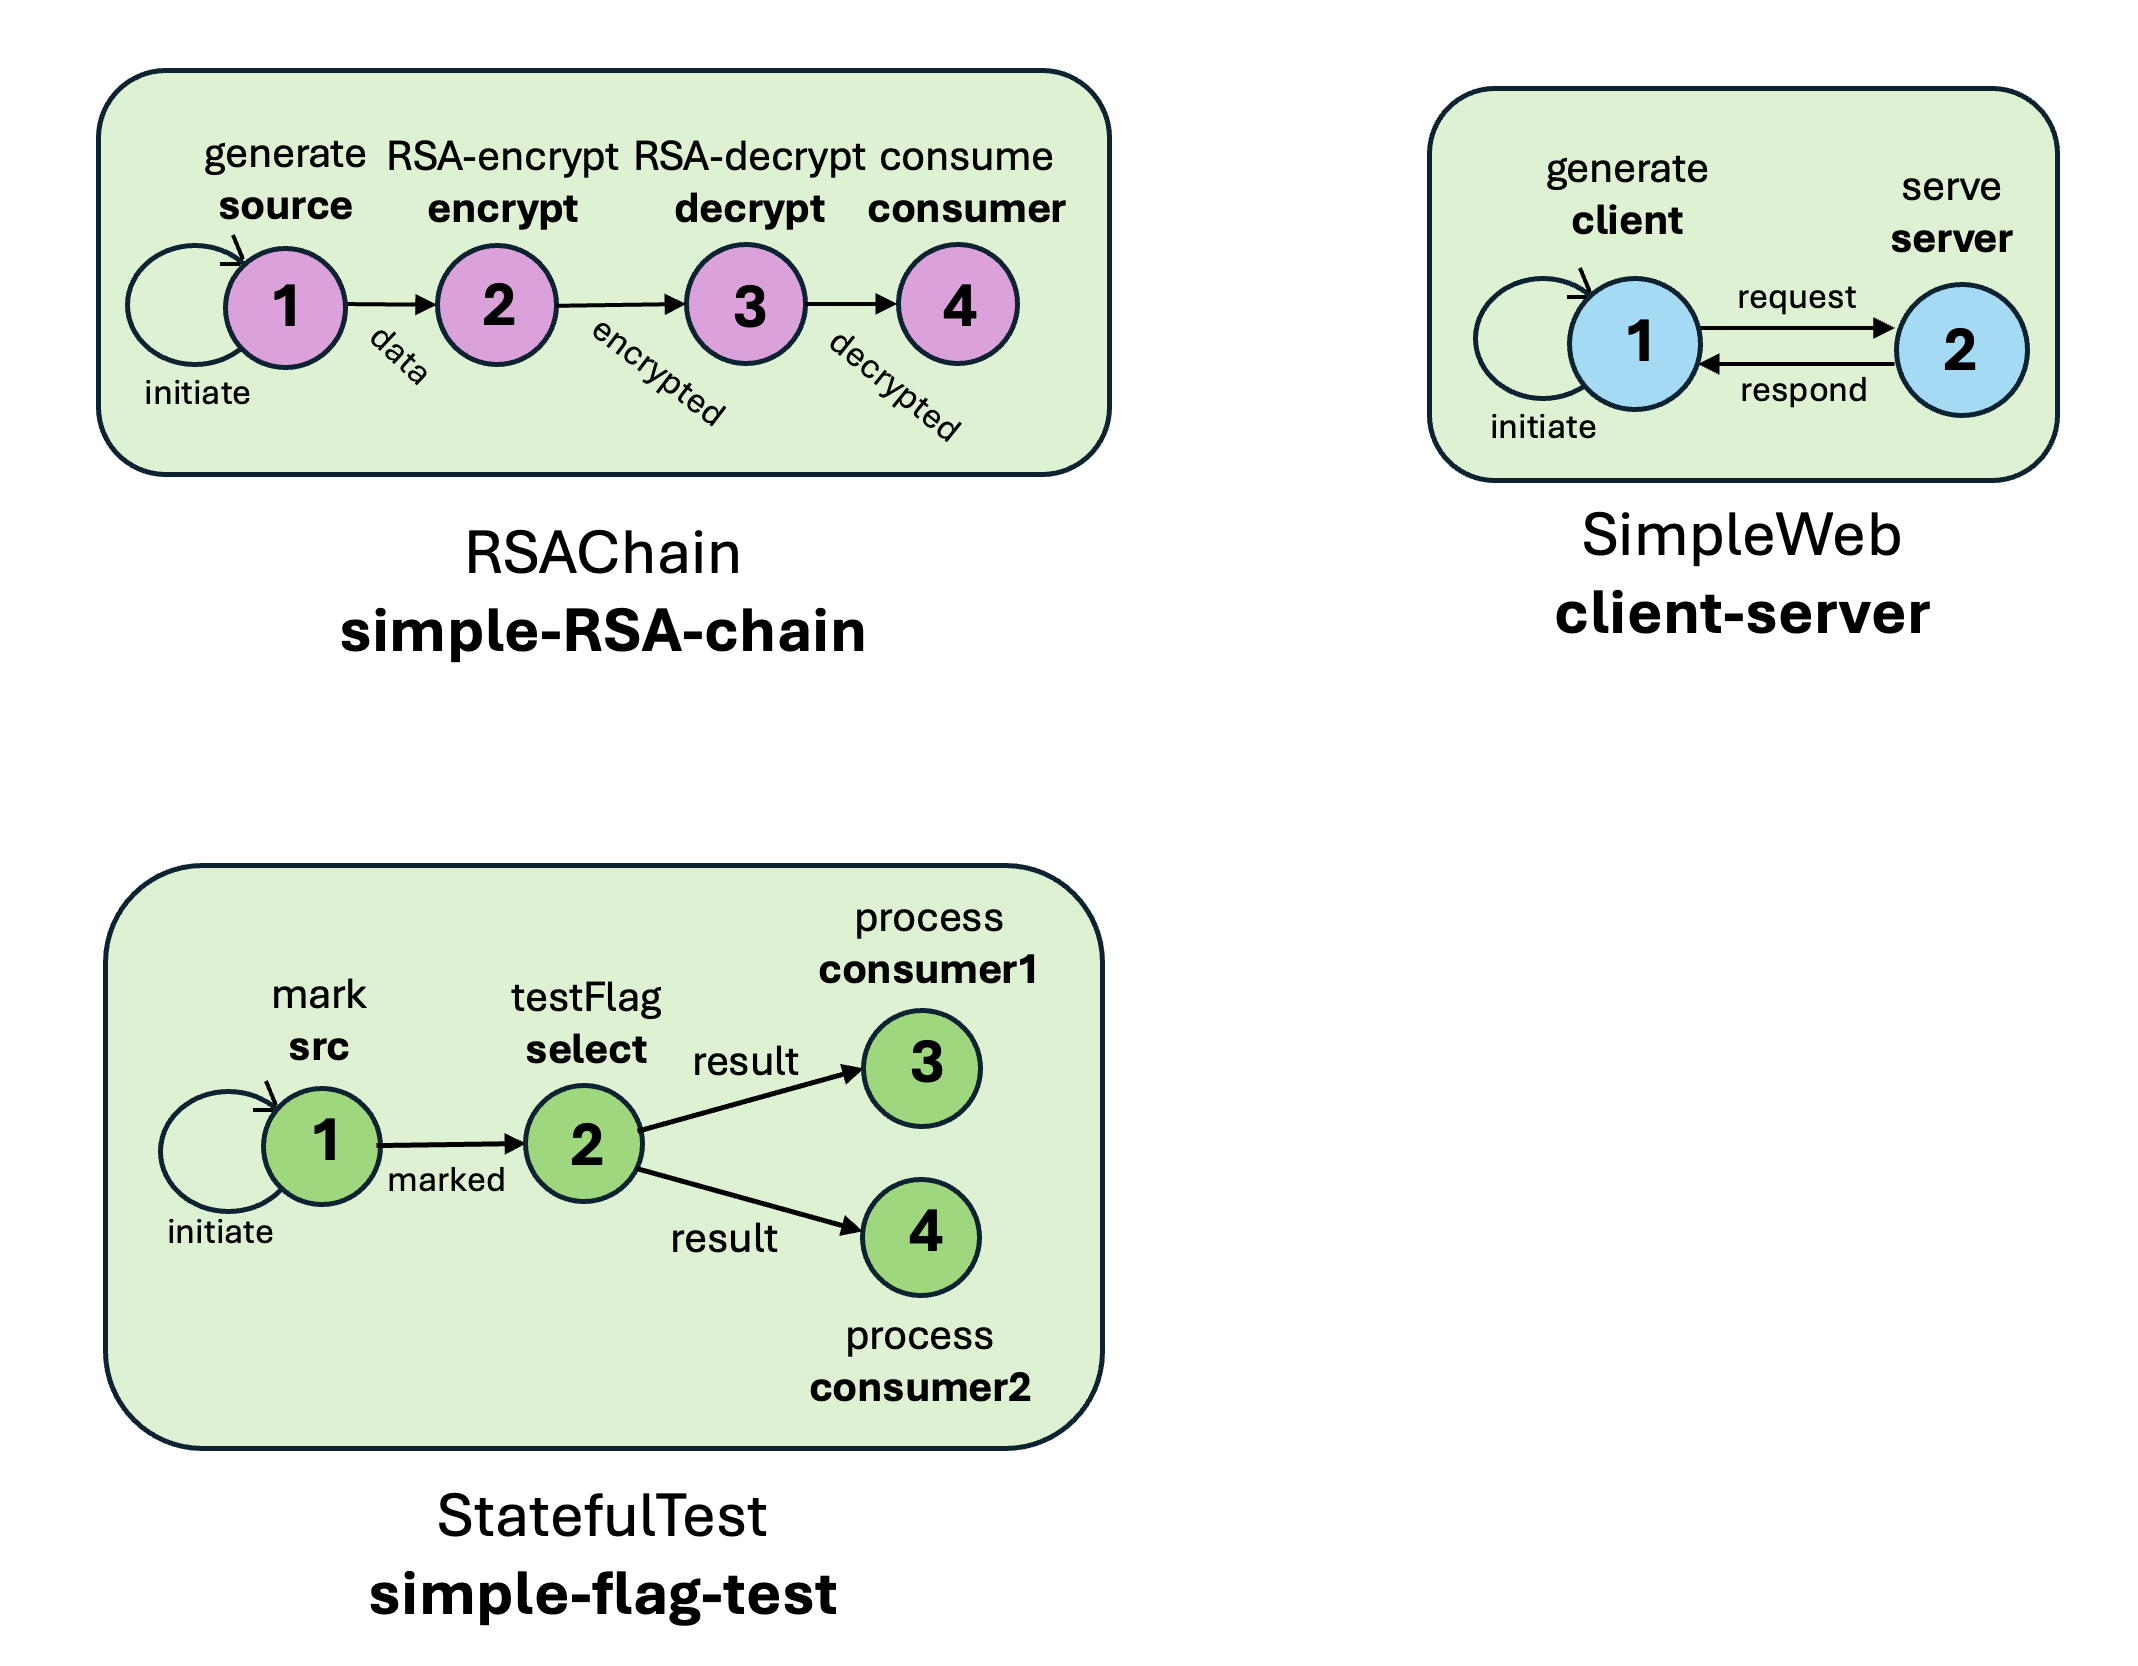 generate
source
RSA-encrypt
encrypt
RSA-decrypt
decrypt
consume
consumer
1
2
3
4
initiate
data
encrypted
decrypted
RSAChain
simple-RSA-chain
generate
client
serve
server
1
2
request
respond
initiate
SimpleWeb
client-server
process
consumer1
mark
src
testFlag
select
result
3
1
2
marked
initiate
result
4
process
consumer2
StatefulTest
simple-flag-test